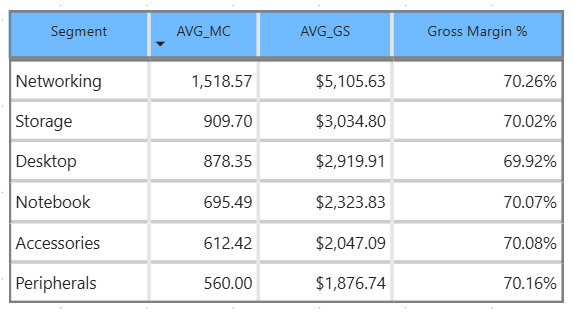 Segment AVG_MC AVG_GS Gross Margin %
Networking 1,518.57 $5,105.63 70.26%
Storage 909.70 $3,034.80 70.02%
Desktop 878.35 $2,919.91 69.92%
Notebook 695.49 $2,323.83 70.07%
Accessories 612.42 $2,047.09 70.08%
Peripherals 560.00 $1,876.74 70.16%